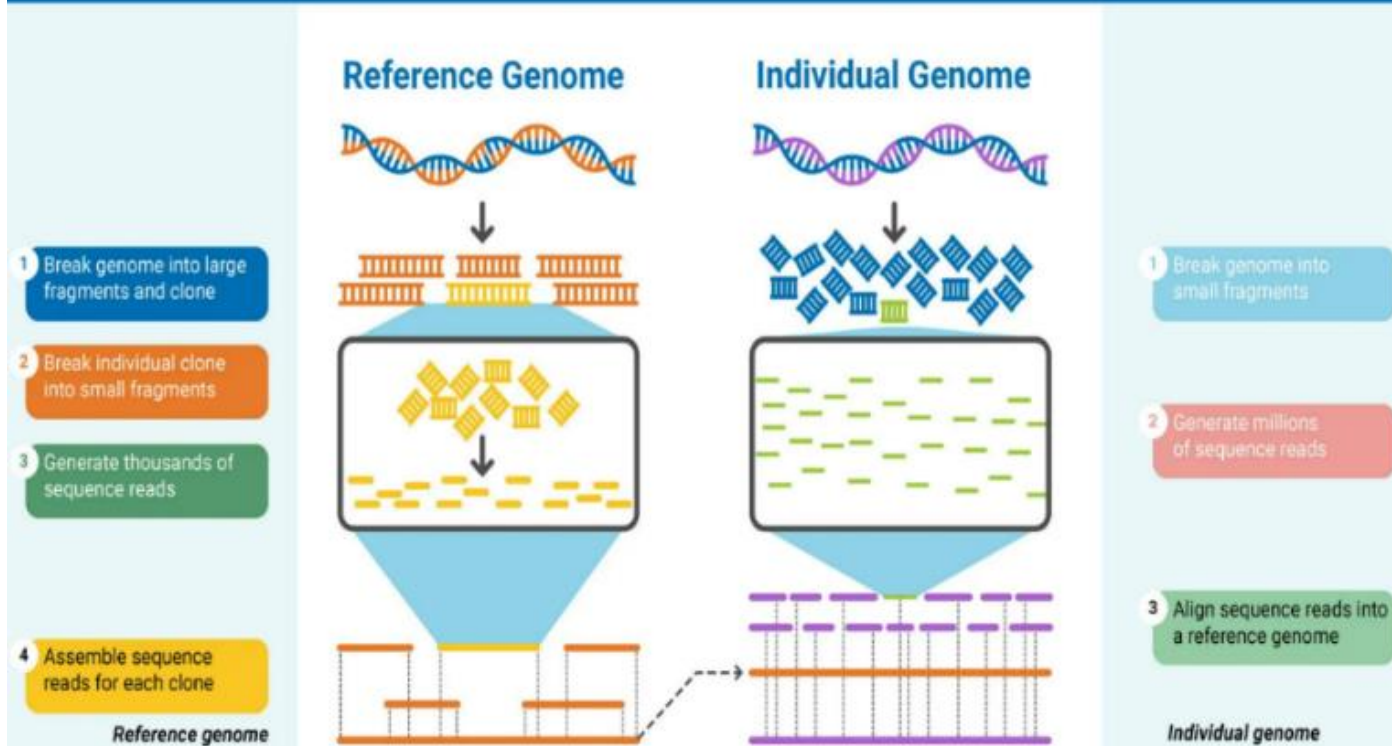 Reference Genome
Individual Genome
1 Break genome into large
fragments and clone
2 Break individual clone
into small fragments
3 Generate thousands of
sequence reads
4 Assemble sequence
reads for each clone
Reference genome
1 Break genome into
small fragments
2 Generate millions
of sequence reads
3 Align sequence reads into
a reference genome
Individual genome